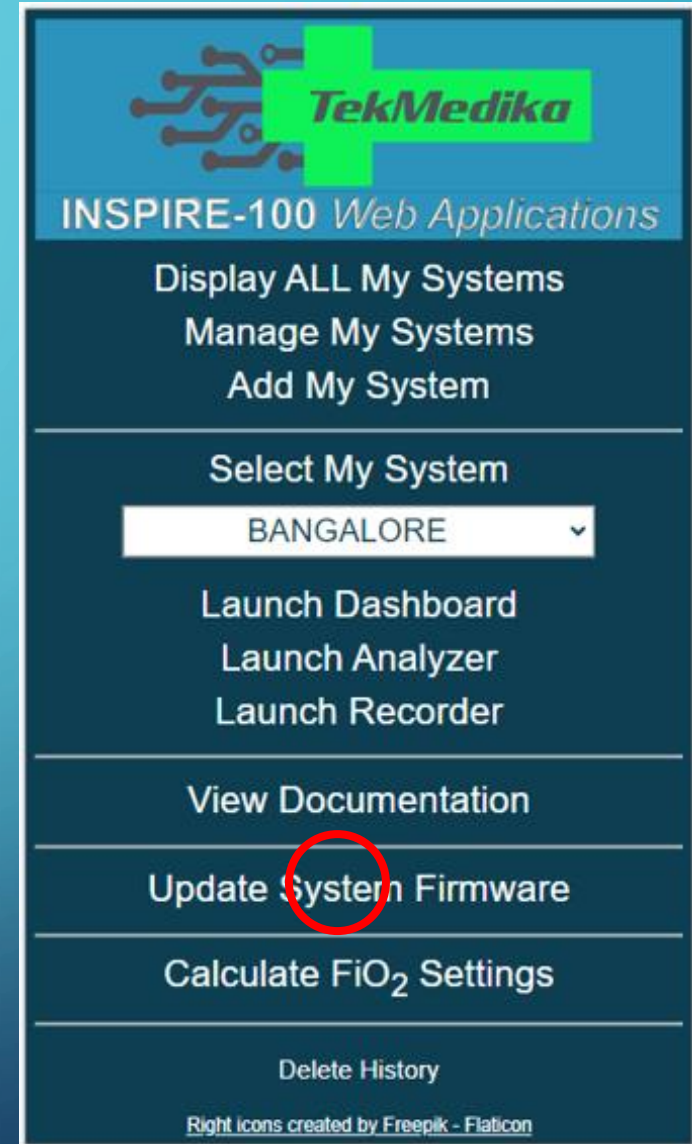 TekMedika
INSPIRE-100 Web Applications
Display ALL My Systems
Manage My Systems
Add My System
Select My System
BANGALORE
Launch Dashboard
Launch Analyzer
Launch Recorder
View Documentation
Update System Firmware
Calculate FiO₂ Settings
Delete History
Right icons created by Freepik - Flaticon